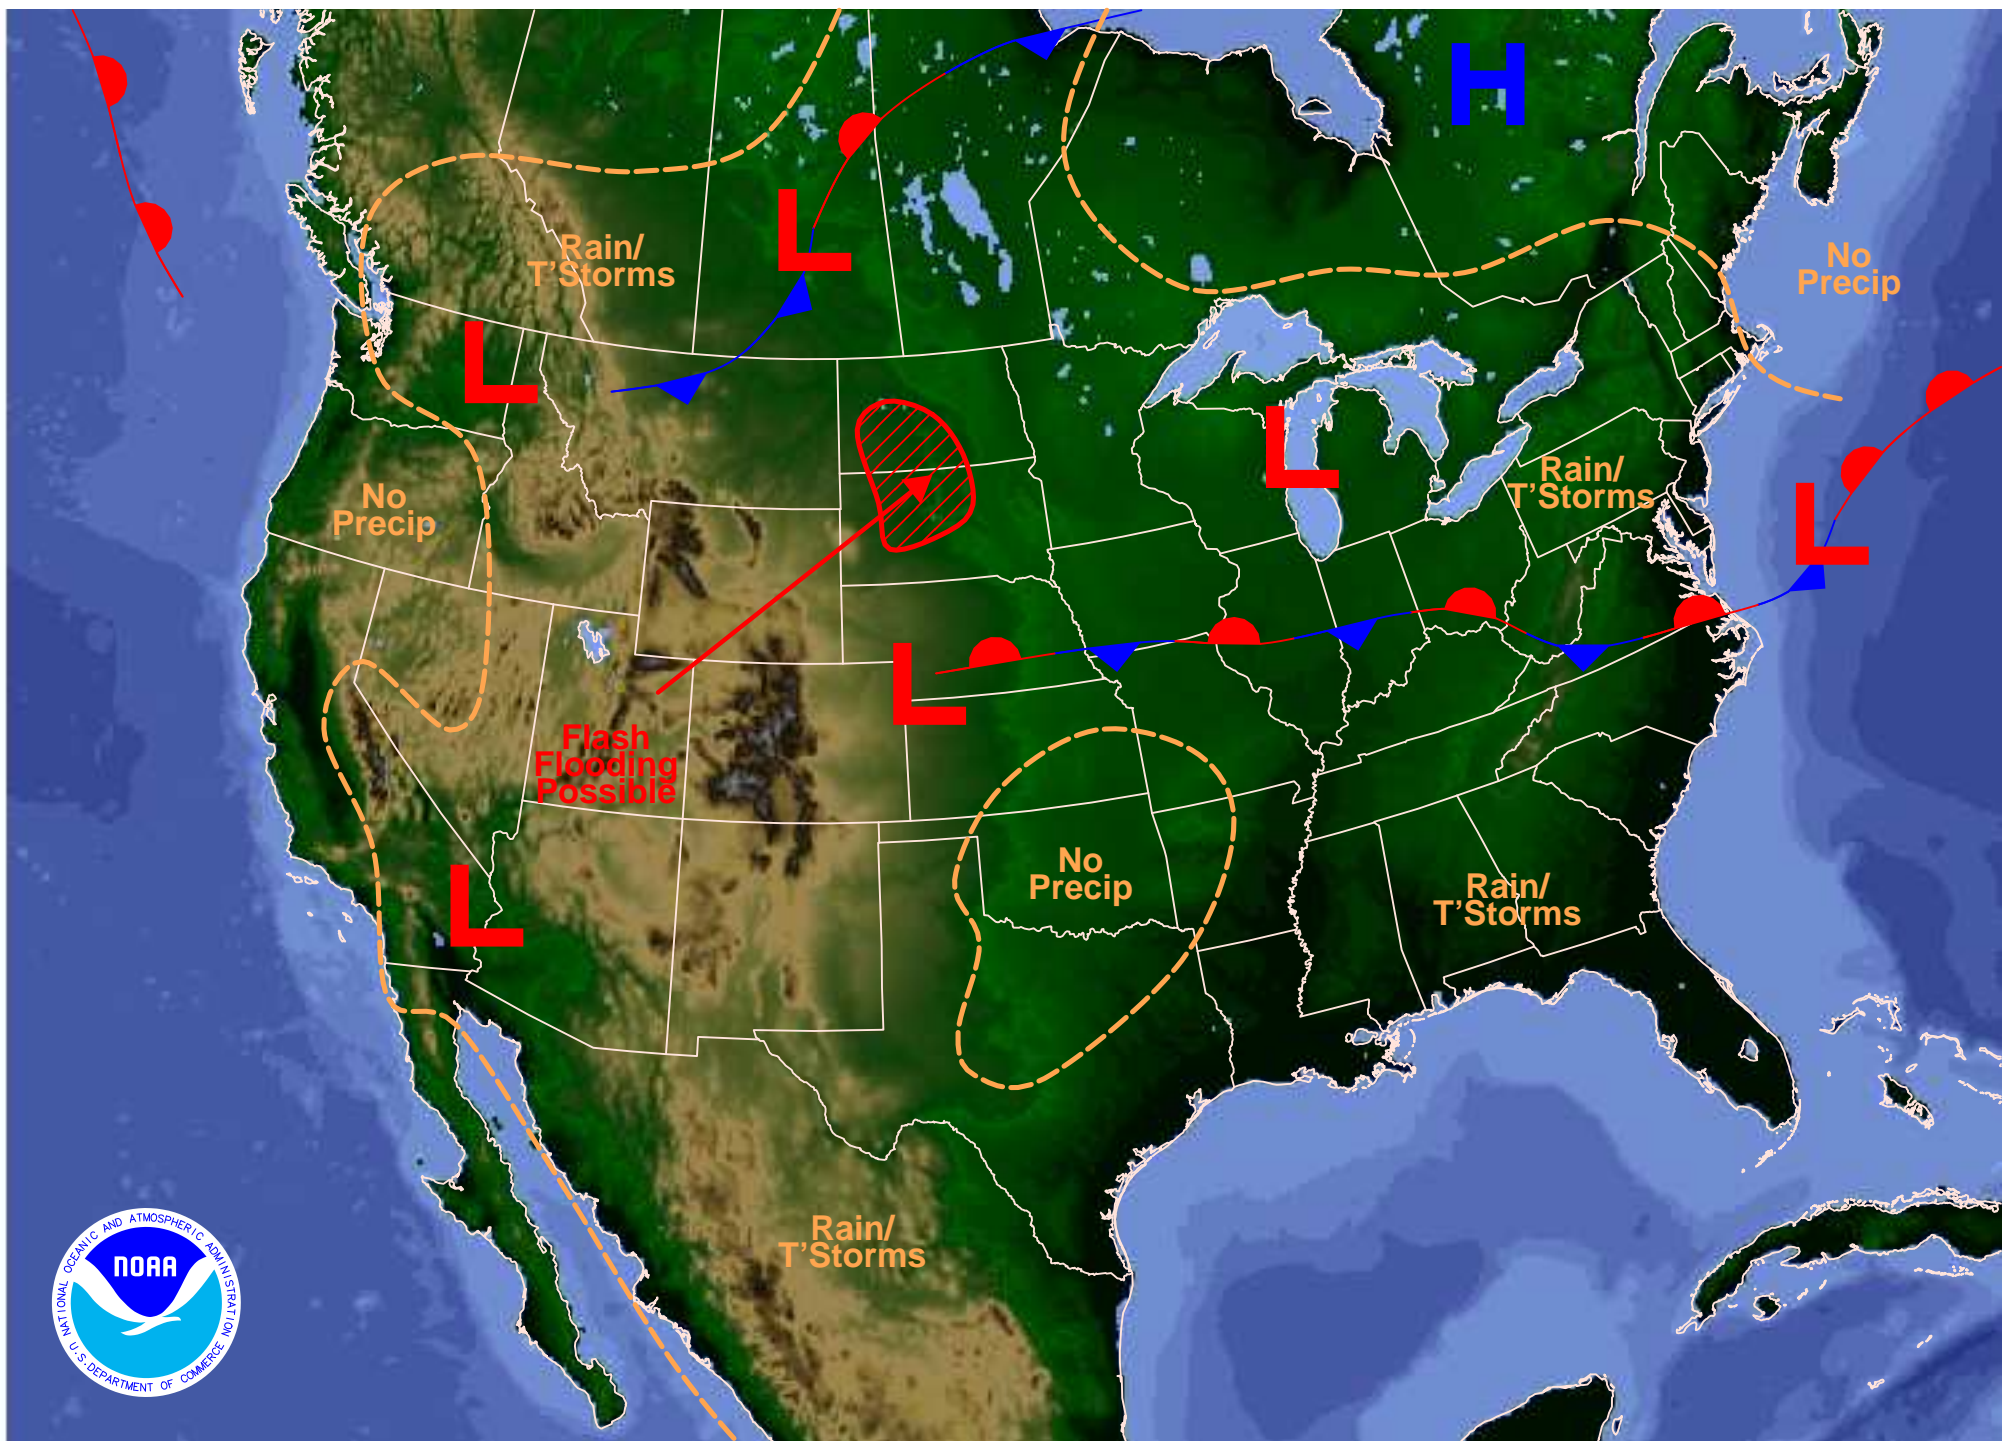 H
L
Rain/
T'Storms
No
Precip
L
L
Rain/
T'Storms
No
Precip
L
L
L
Flash
Flooding
Possible
No
Precip
Rain/
T'Storms
L
Rain/
T'Storms
NATIONAL OCEANIC AND ATMOSPHERIC ADMINISTRATION
NOAA
U.S. DEPARTMENT OF COMMERCE